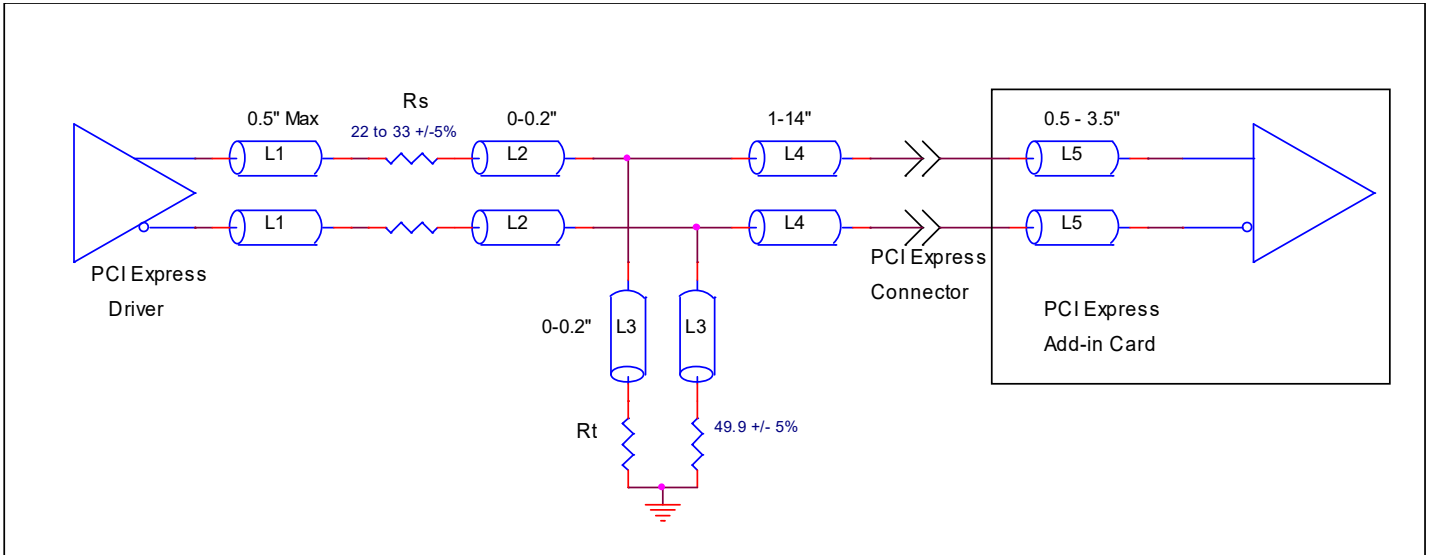 Rs
0.5" Max
22 to 33 +/-5%
0-0.2"
1-14"
0.5 - 3.5"
L1
L2
L4
L5
L1
L2
L4
L5
PCI Express
Driver
PCI Express
Connector
0-0.2"
L3
L3
PCI Express
Add-in Card
Rt
49.9 +/- 5%